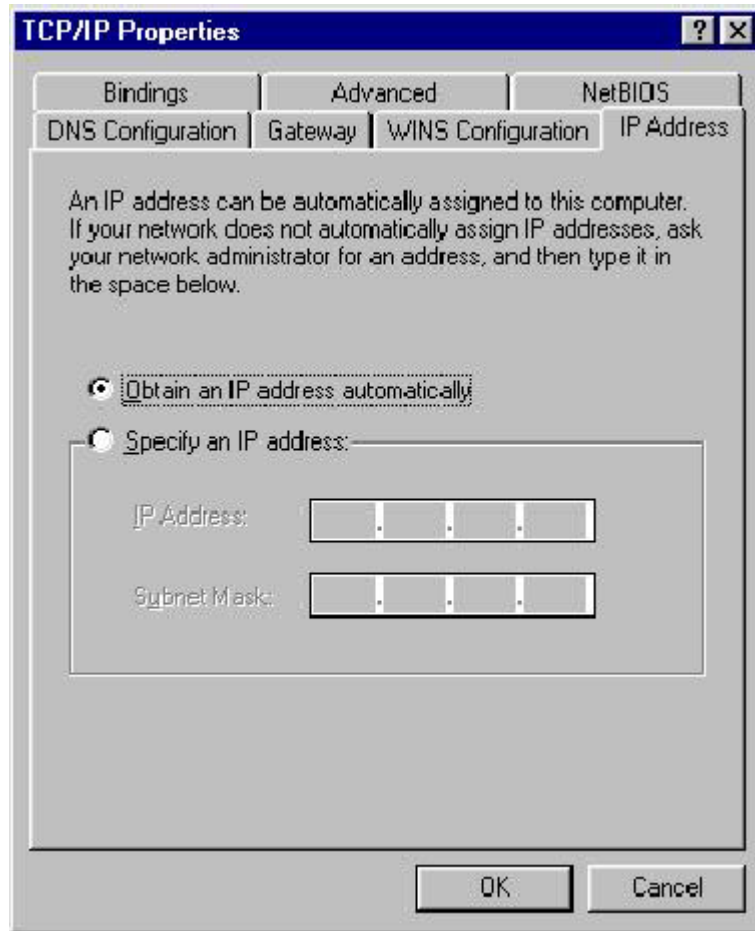 TCP/IP Properties
Bindings
Advanced
NetBIOS
DNS Configuration
Gateway
WINS Configuration
IP Address
An IP address can be automatically assigned to this computer.
If your network does not automatically assign IP addresses, ask
your network administrator for an address, and then type it in
the space below.
Obtain an IP address automatically
Specify an IP address:
IP Address:
. . .
Subnet Mask:
. . .
OK
Cancel